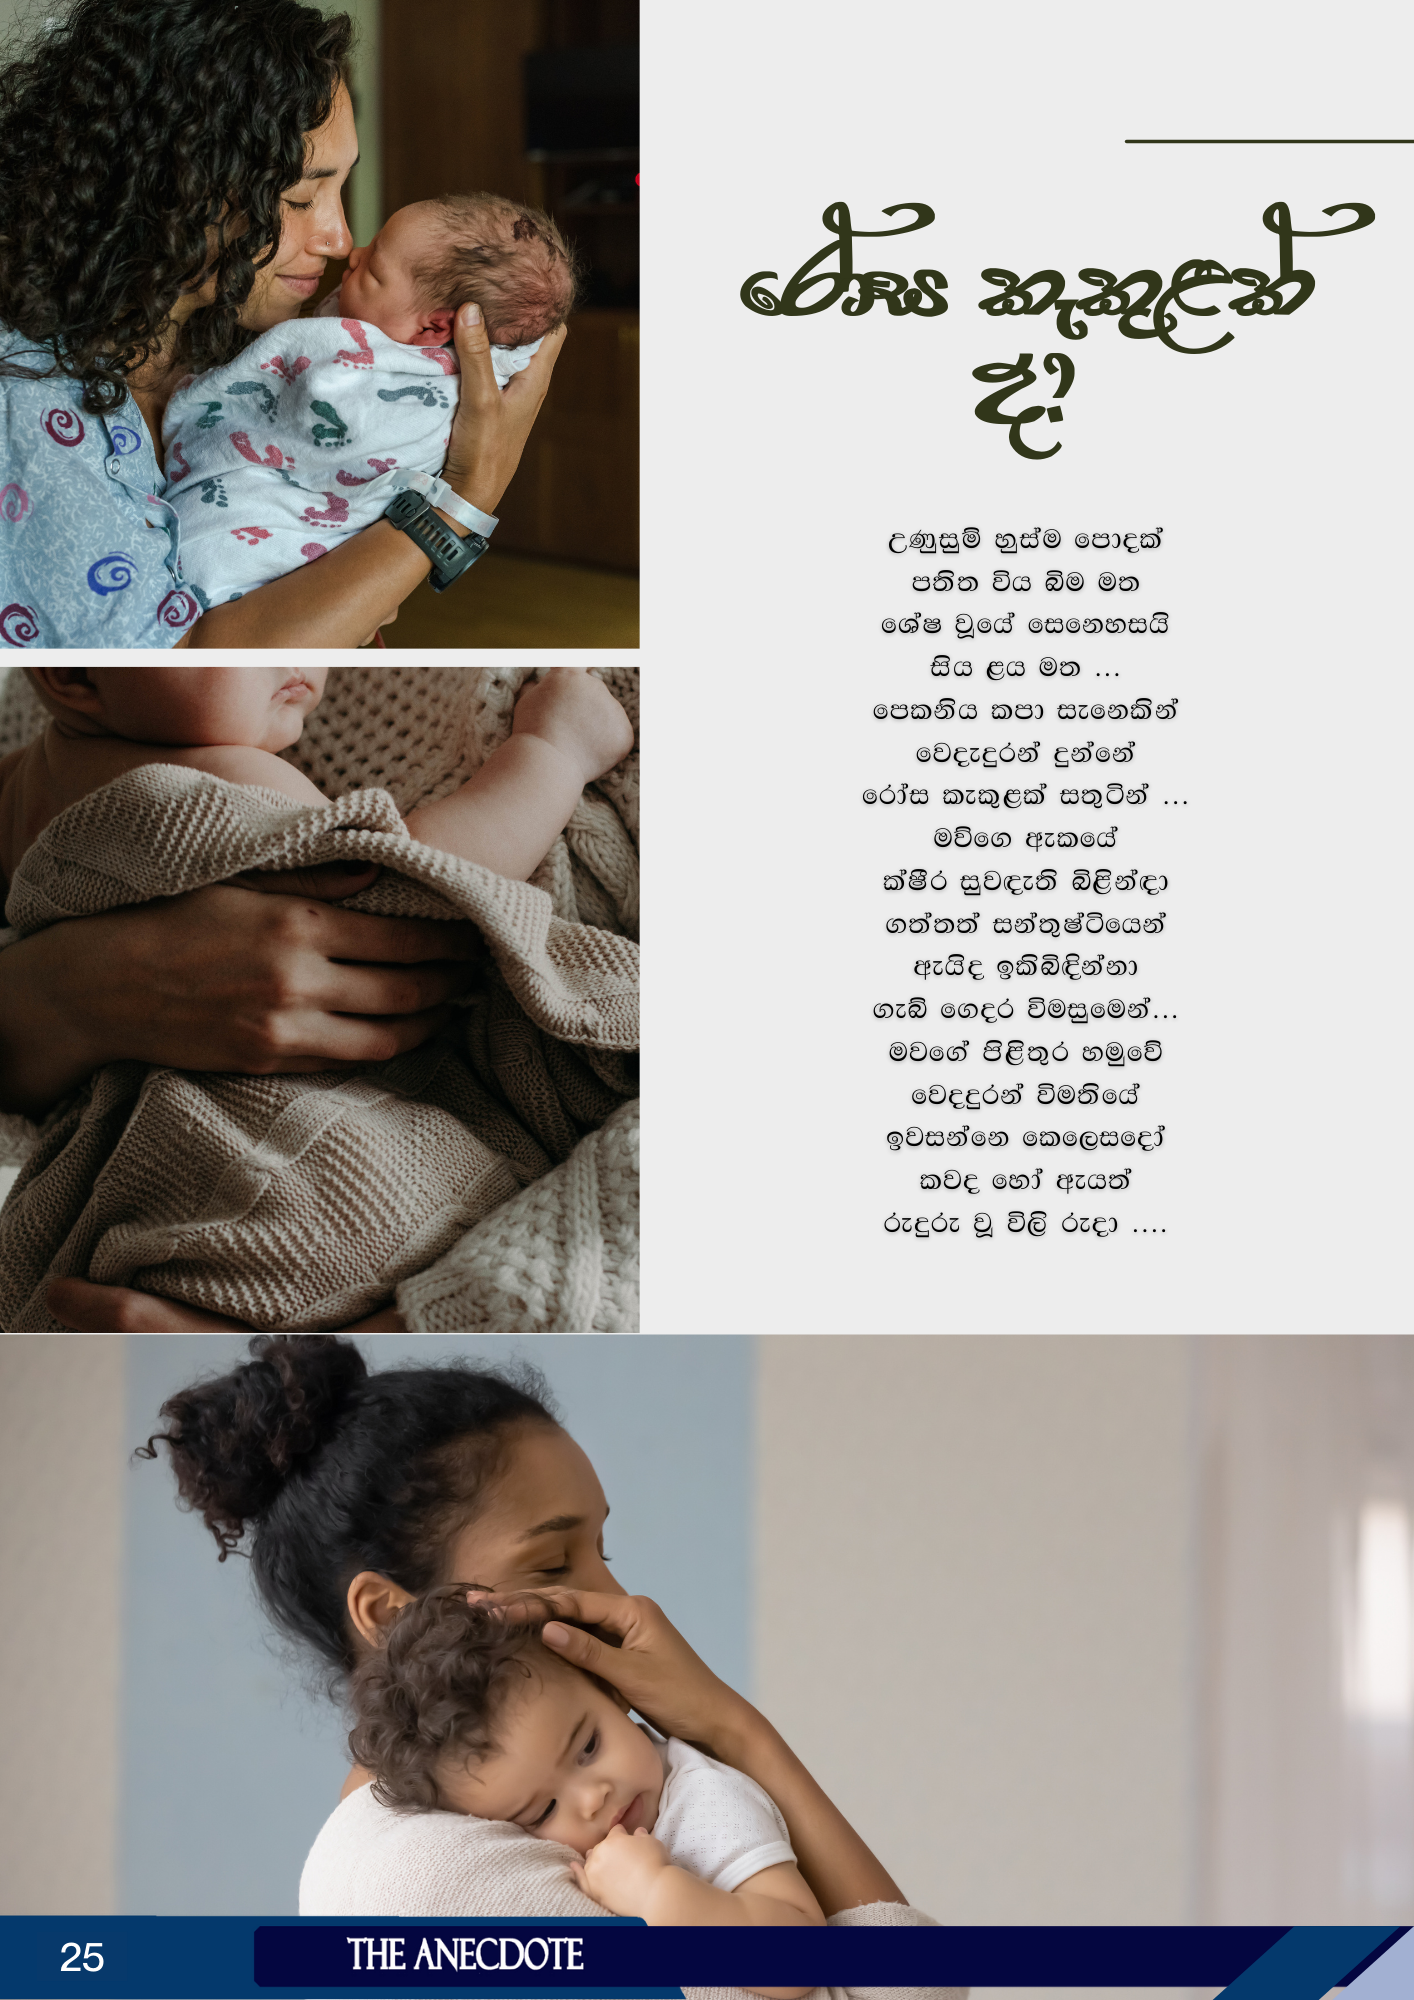 රෝස කැකුළක්
දා!
උණුසුම් හුස්ම පොදක්
පතිත විය බිම මත
ශේෂ වූයේ සෙනෙහසයි
සිය ළය මත ...
පෙකනිය කපා සැනෙකින්
වෙදැදුරන් දුන්නේ
රෝස කැකුළක් සතුටින් ...
මව්ගෙ ඇකයේ
ක්ෂීර සුවඳැති බිළින්ඳා
ගත්තත් සන්තුෂ්ටියෙන්
ඇයිද ඉකිබිඳින්නා
ගැබ් ගෙදර විමසුමෙන්...
මවගේ පිළිතුර හමුවේ
වෙදදුරන් විමතියේ
ඉවසන්නෙ කෙලෙසදෝ
කවද හෝ ඇයත්
රුදුරු වූ විලි රුදා ....
25
THE ANECDOTE